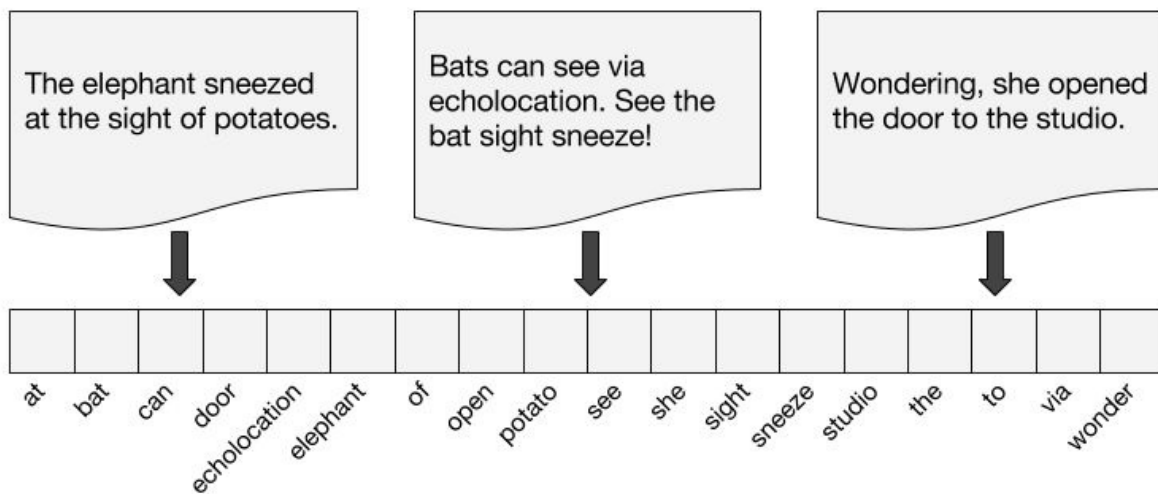 The elephant sneezed
at the sight of potatoes.
Bats can see via
echolocation. See the
bat sight sneeze!
Wondering, she opened
the door to the studio.
at
bat
can
door
echolocation
elephant
of
open
potato
see
she
sight
sneeze
studio
the
to
via
wonder